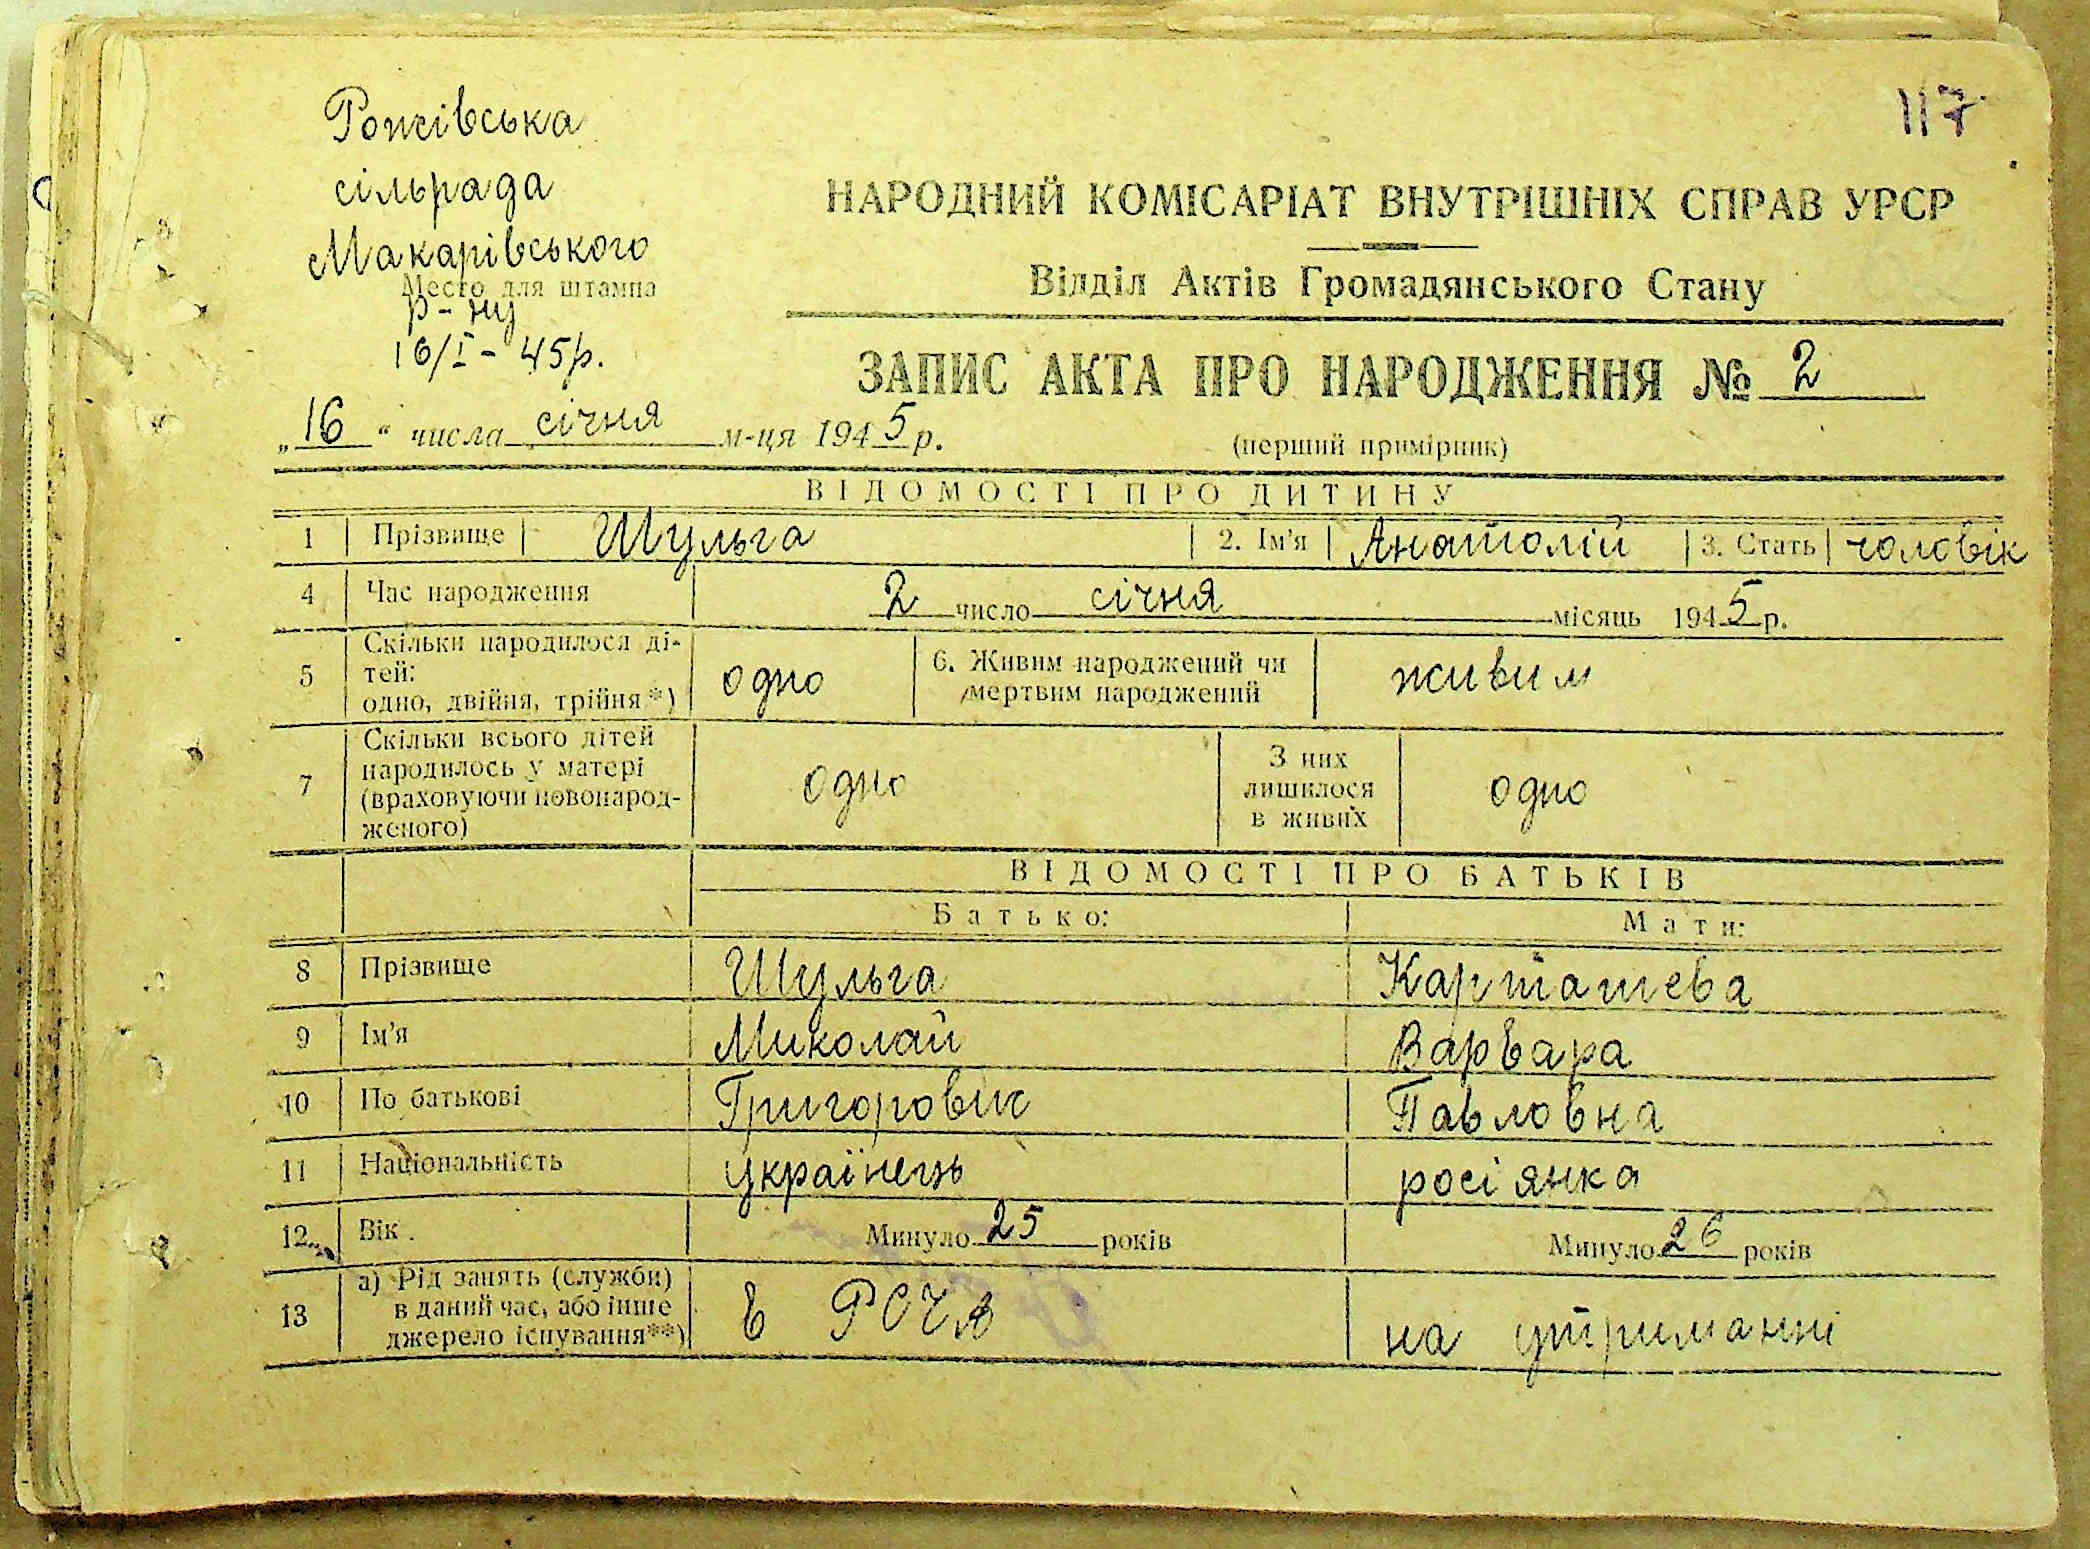 117
Рожівська
сільрада
Макарівського
Место для штампа
р-ну
16/I - 45р.
НАРОДНИЙ КОМІСАРІАТ ВНУТРІШНІХ СПРАВ УРСР
Відділ Актів Громадянського Стану
ЗАПИС АКТА ПРО НАРОДЖЕННЯ № 2
„16“ числа січня м-ця 1945 р.
(перший примірник)
ВІДОМОСТІ ПРО ДИТИНУ
1 Прізвище Шульга 2. Ім'я Анатолій 3. Стать чоловік
4 Час народження 2 число січня місяць 1945 р.
5 Скільки народилося ді-
тей:
одно, двійня, трійня*) одно 6. Живим народжений чи
мертвим народжений живим
7 Скільки всього дітей
народилось у матері
(враховуючи новонарод-
женого) одно З них
лишилося
в живих одно
ВІДОМОСТІ ПРО БАТЬКІВ
Батько: Мати:
8 Прізвище Шульга Карташева
9 Ім'я Миколай Варвара
10 По батькові Григорович Павловна
11 Національність українець росіянка
12 Вік. Минуло 25 років Минуло 26 років
13 а) Рід занять (служби)
в даний час, або інше
джерело існування**) в РСЧА на утриманні